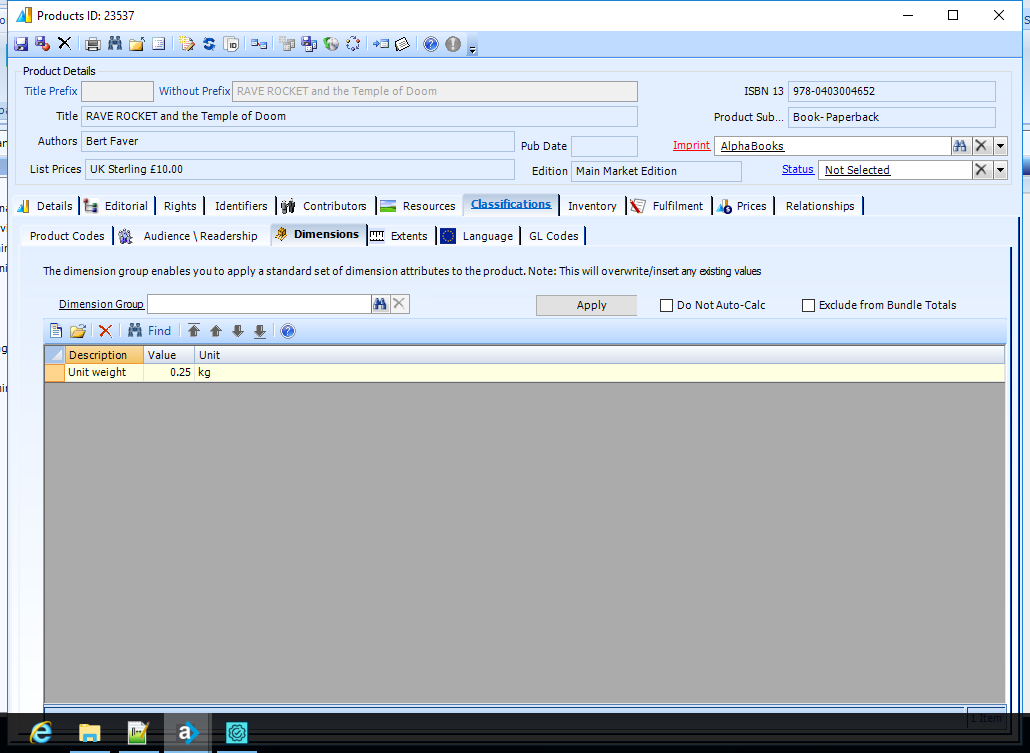 Products ID: 23537
Product Details
Title Prefix Without Prefix RAVE ROCKET and the Temple of Doom ISBN 13 978-0403004652
Title RAVE ROCKET and the Temple of Doom Product Sub... Book- Paperback
Authors Bert Faver Pub Date Imprint AlphaBooks
List Prices UK Sterling £10.00 Edition Main Market Edition Status Not Selected
Details Editorial Rights Identifiers Contributors Resources Classifications Inventory Fulfilment Prices Relationships
Product Codes Audience \ Readership Dimensions Extents Language GL Codes
The dimension group enables you to apply a standard set of dimension attributes to the product. Note: This will overwrite/insert any existing values
Dimension Group Apply Do Not Auto-Calc Exclude from Bundle Totals
Find
Description Value Unit
Unit weight 0.25 kg
1 Item